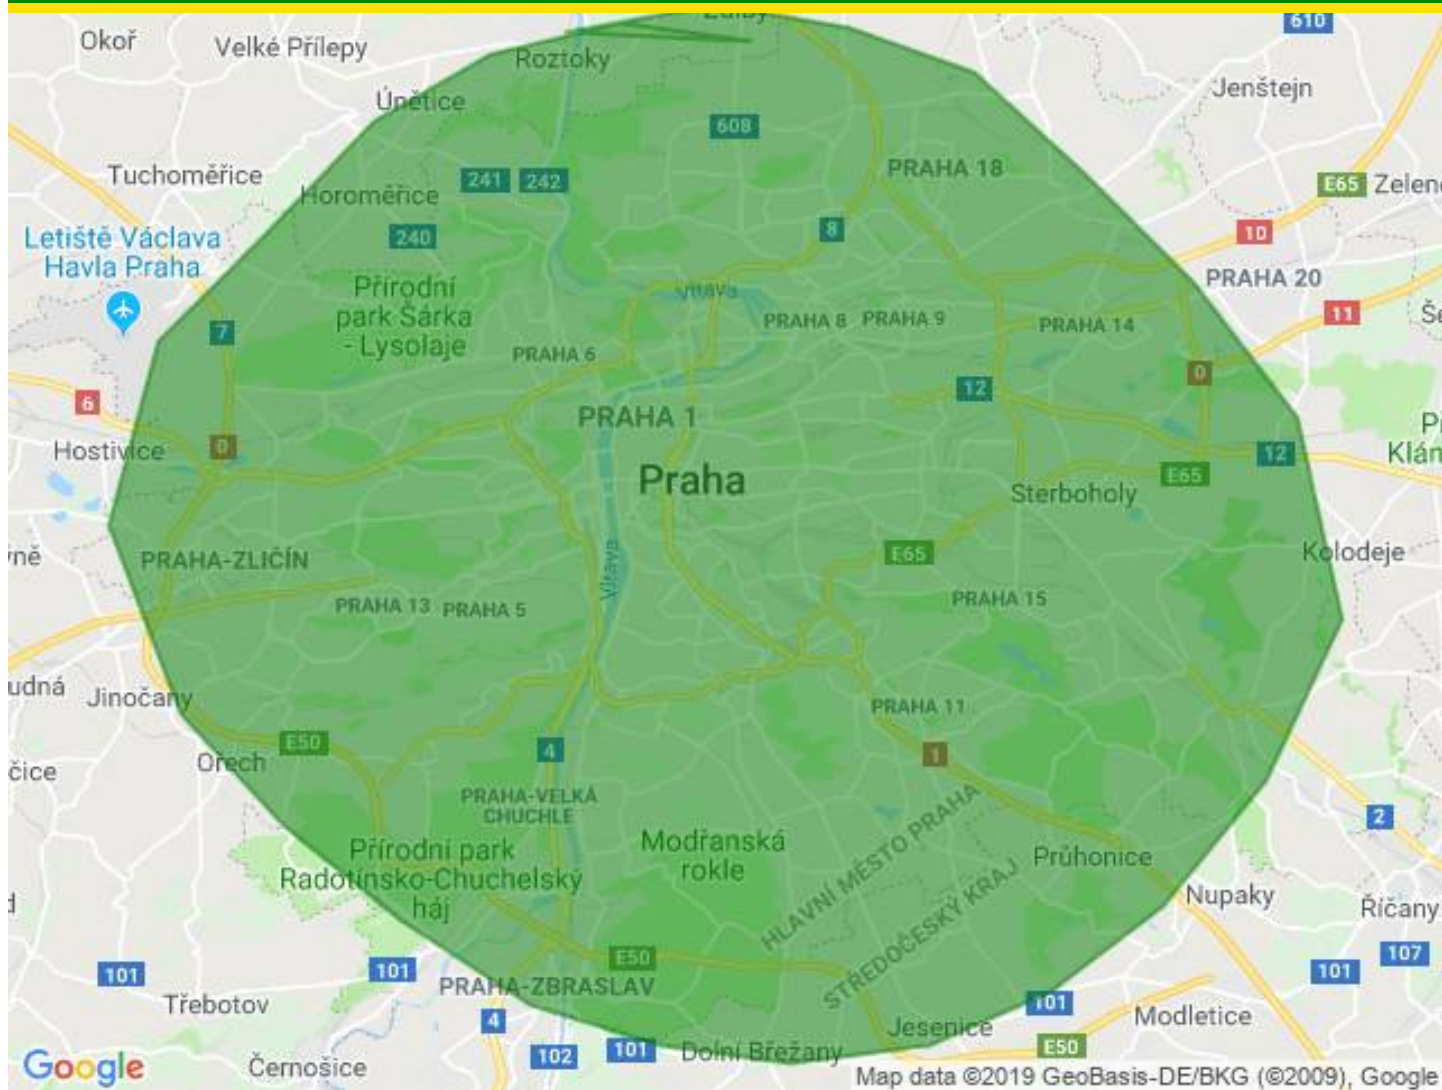 610
Okoř
Velké Přílepy
Roztoky
Jenštejn
Únětice
608
Tuchoměřice
PRAHA 18
241
242
E65
Horoměřice
240
8
10
Letiště Václava
Havla Praha
PRAHA 20
Přírodní
park Šárka
- Lysolaje
Vltava
11
7
PRAHA 8
PRAHA 9
PRAHA 14
PRAHA 6
0
12
6
PRAHA 1
Hostivice
0
12
Praha
E65
Sterboholy
E65
Kolodeje
PRAHA-ZLIČÍN
Vltava
PRAHA 13
PRAHA 5
PRAHA 15
Jinočany
PRAHA 11
E50
4
1
Ořech
PRAHA-VELKÁ
CHUCHLE
2
Přírodní park
Radotínsko-Chuchelský
háj
Modřanská
rokle
HLAVNÍ MĚSTO PRAHA
STŘEDOČESKÝ KRAJ
Průhonice
Nupaky
Říčany
E50
107
101
101
101
PRAHA-ZBRASLAV
Třebotov
101
4
Jesenice
Modletice
102
101
Dolní Břežany
E50
Google
Černošice
Map data ©2019 GeoBasis-DE/BKG (©2009), Google